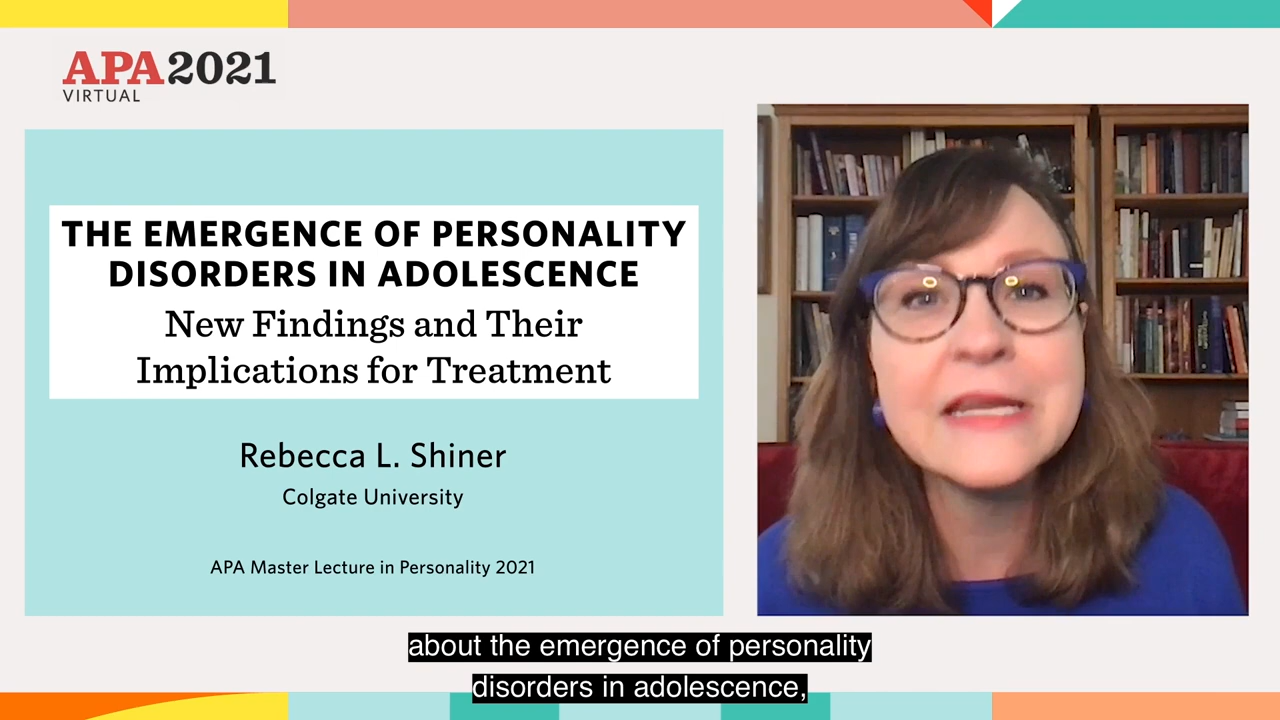 APA2021
VIRTUAL
THE EMERGENCE OF PERSONALITY
DISORDERS IN ADOLESCENCE
New Findings and Their
Implications for Treatment
Rebecca L. Shiner
Colgate University
APA Master Lecture in Personality 2021
about the emergence of personality
disorders in adolescence,